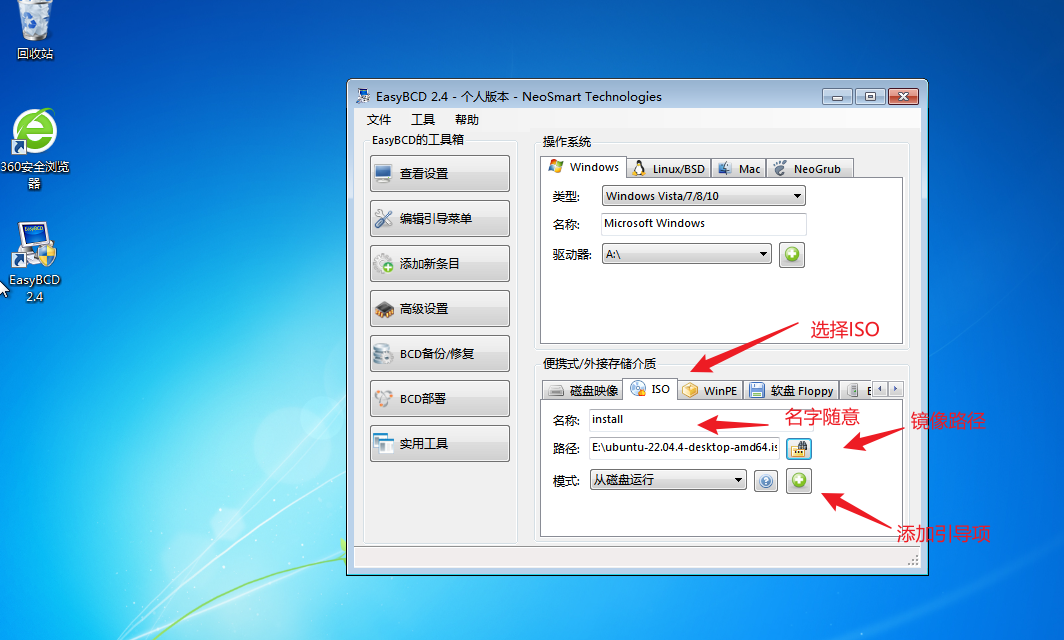 回收站
360安全浏览
器
EasyBCD
2.4
EasyBCD 2.4 - 个人版本 - NeoSmart Technologies
文件 工具 帮助
EasyBCD的工具箱
查看设置
编辑引导菜单
添加新条目
高级设置
BCD备份/修复
BCD部署
实用工具
操作系统
Windows Linux/BSD Mac NeoGrub
类型: Windows Vista/7/8/10
名称: Microsoft Windows
驱动器: A:\
选择ISO
便携式/外接存储介质
磁盘映像 ISO WinPE 软盘 Floppy E
名称: install
名字随意
镜像路径
路径: E:\ubuntu-22.04.4-desktop-amd64.is
模式: 从磁盘运行
添加引导项